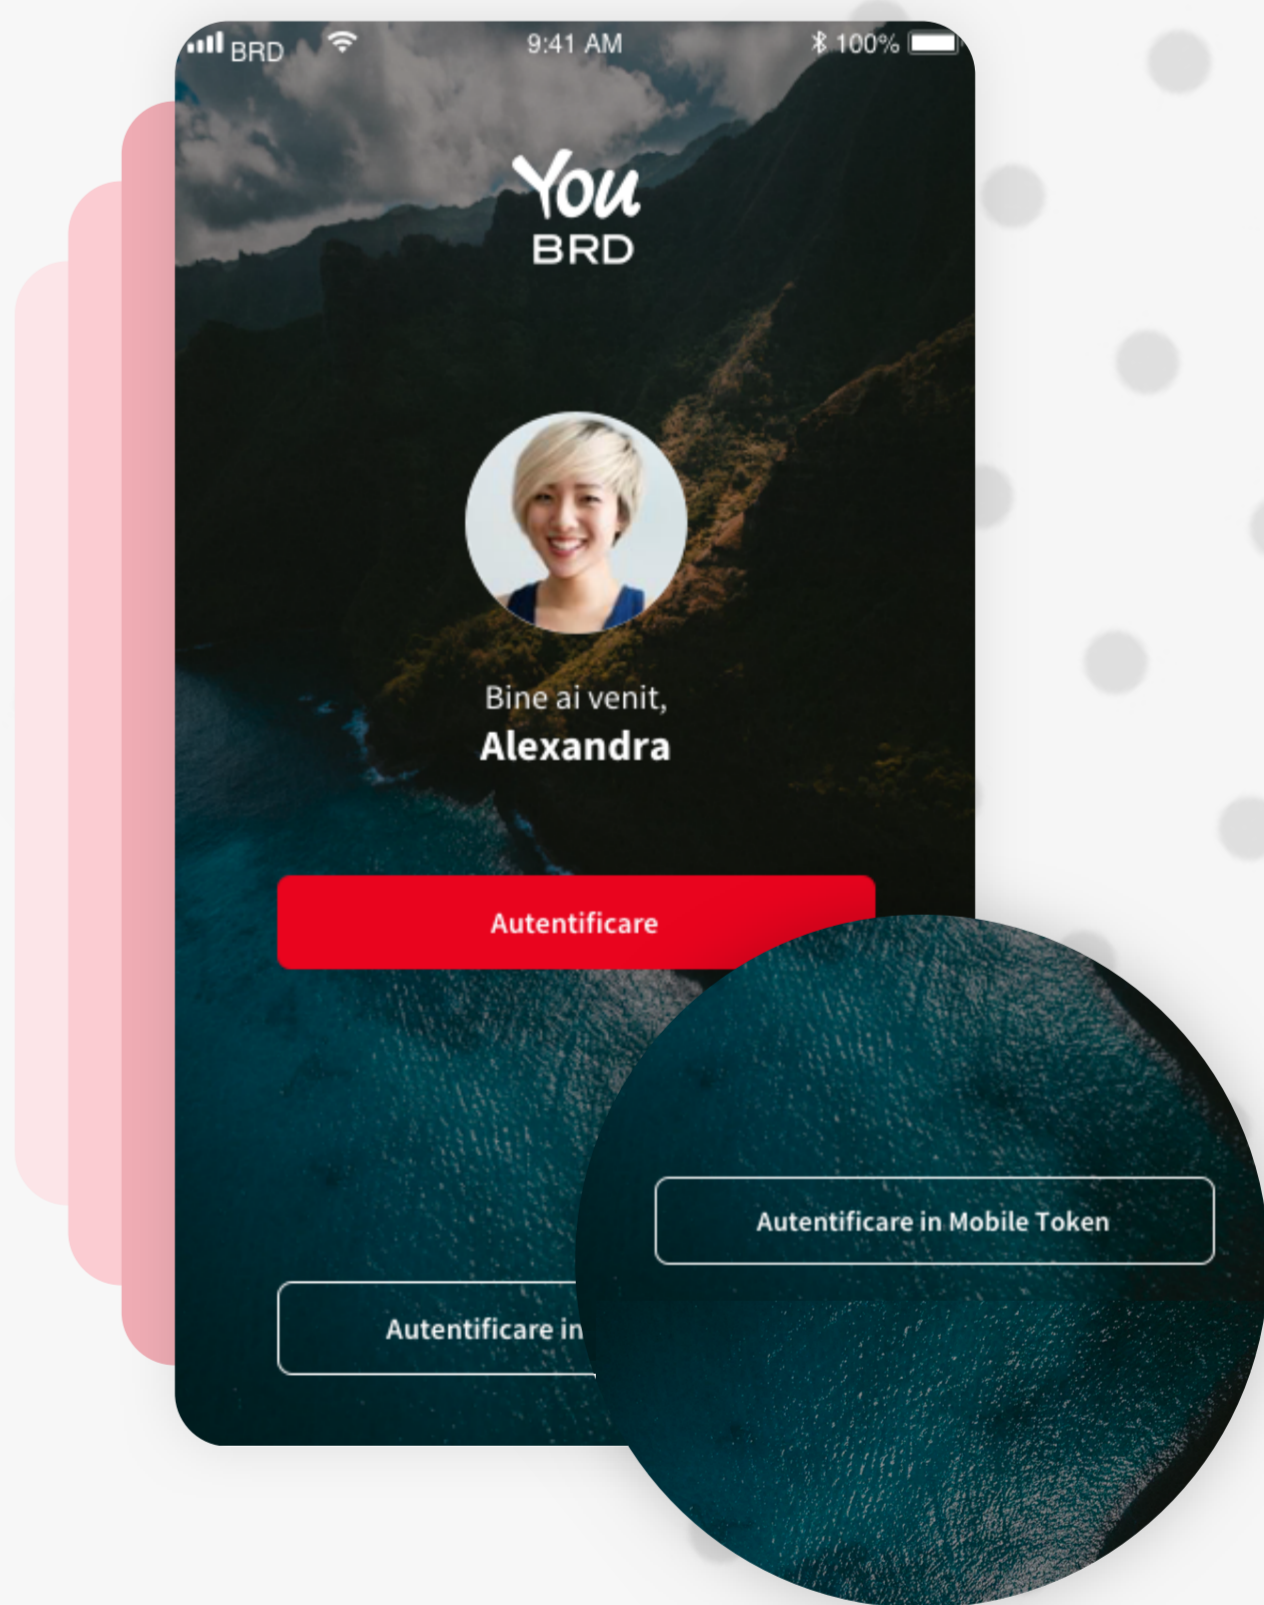 BRD 9:41 AM 100%
You
BRD
Bine ai venit,
Alexandra
Autentificare
Autentificare in Mobile Token
Autentificare in